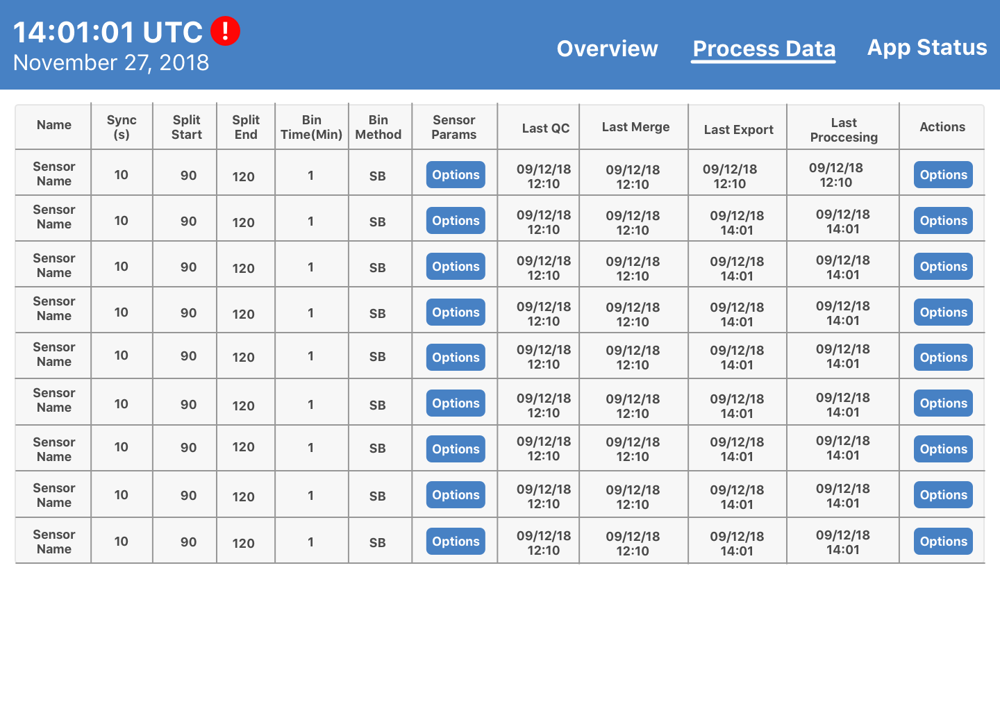 14:01:01 UTC !
November 27, 2018
Overview Process Data App Status
Name Sync (s) Split Start Split End Bin Time(Min) Bin Method Sensor Params Last QC Last Merge Last Export Last Proccesing Actions
Sensor Name 10 90 120 1 SB Options 09/12/18 12:10 09/12/18 12:10 09/12/18 12:10 09/12/18 12:10 Options
Sensor Name 10 90 120 1 SB Options 09/12/18 12:10 09/12/18 12:10 09/12/18 14:01 09/12/18 14:01 Options
Sensor Name 10 90 120 1 SB Options 09/12/18 12:10 09/12/18 12:10 09/12/18 14:01 09/12/18 14:01 Options
Sensor Name 10 90 120 1 SB Options 09/12/18 12:10 09/12/18 12:10 09/12/18 14:01 09/12/18 14:01 Options
Sensor Name 10 90 120 1 SB Options 09/12/18 12:10 09/12/18 12:10 09/12/18 14:01 09/12/18 14:01 Options
Sensor Name 10 90 120 1 SB Options 09/12/18 12:10 09/12/18 12:10 09/12/18 14:01 09/12/18 14:01 Options
Sensor Name 10 90 120 1 SB Options 09/12/18 12:10 09/12/18 12:10 09/12/18 14:01 09/12/18 14:01 Options
Sensor Name 10 90 120 1 SB Options 09/12/18 12:10 09/12/18 12:10 09/12/18 14:01 09/12/18 14:01 Options
Sensor Name 10 90 120 1 SB Options 09/12/18 12:10 09/12/18 12:10 09/12/18 14:01 09/12/18 14:01 Options